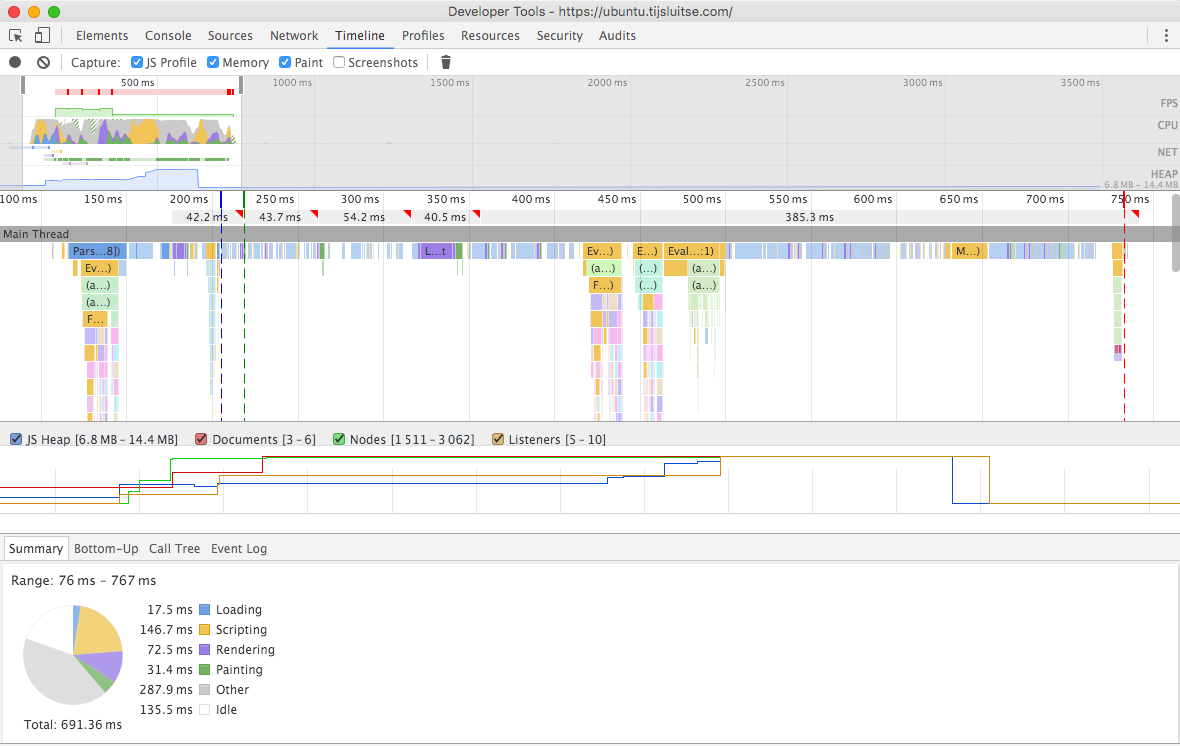 Developer Tools - https://ubuntu.tijsluitse.com/
Elements Console Sources Network Timeline Profiles Resources Security Audits
Capture: JS Profile Memory Paint Screenshots
500 ms 1000 ms 1500 ms 2000 ms 2500 ms 3000 ms 3500 ms
FPS
CPU
NET
HEAP
6.8 MB – 14.4 MB
100 ms 150 ms 200 ms 250 ms 300 ms 350 ms 400 ms 450 ms 500 ms 550 ms 600 ms 650 ms 700 ms 750 ms
42.2 ms 43.7 ms 54.2 ms 40.5 ms 385.3 ms
Main Thread
Pars...8]) L...t Ev...) E...) Eval...:1) M...)
Ev...) (a...) (...) (a...)
(a...) F...) (...) (a...)
(a...)
F...
JS Heap [6.8 MB – 14.4 MB] Documents [3 – 6] Nodes [1 511 – 3 062] Listeners [5 – 10]
Summary Bottom-Up Call Tree Event Log
Range: 76 ms – 767 ms
17.5 ms Loading
146.7 ms Scripting
72.5 ms Rendering
31.4 ms Painting
287.9 ms Other
135.5 ms Idle
Total: 691.36 ms